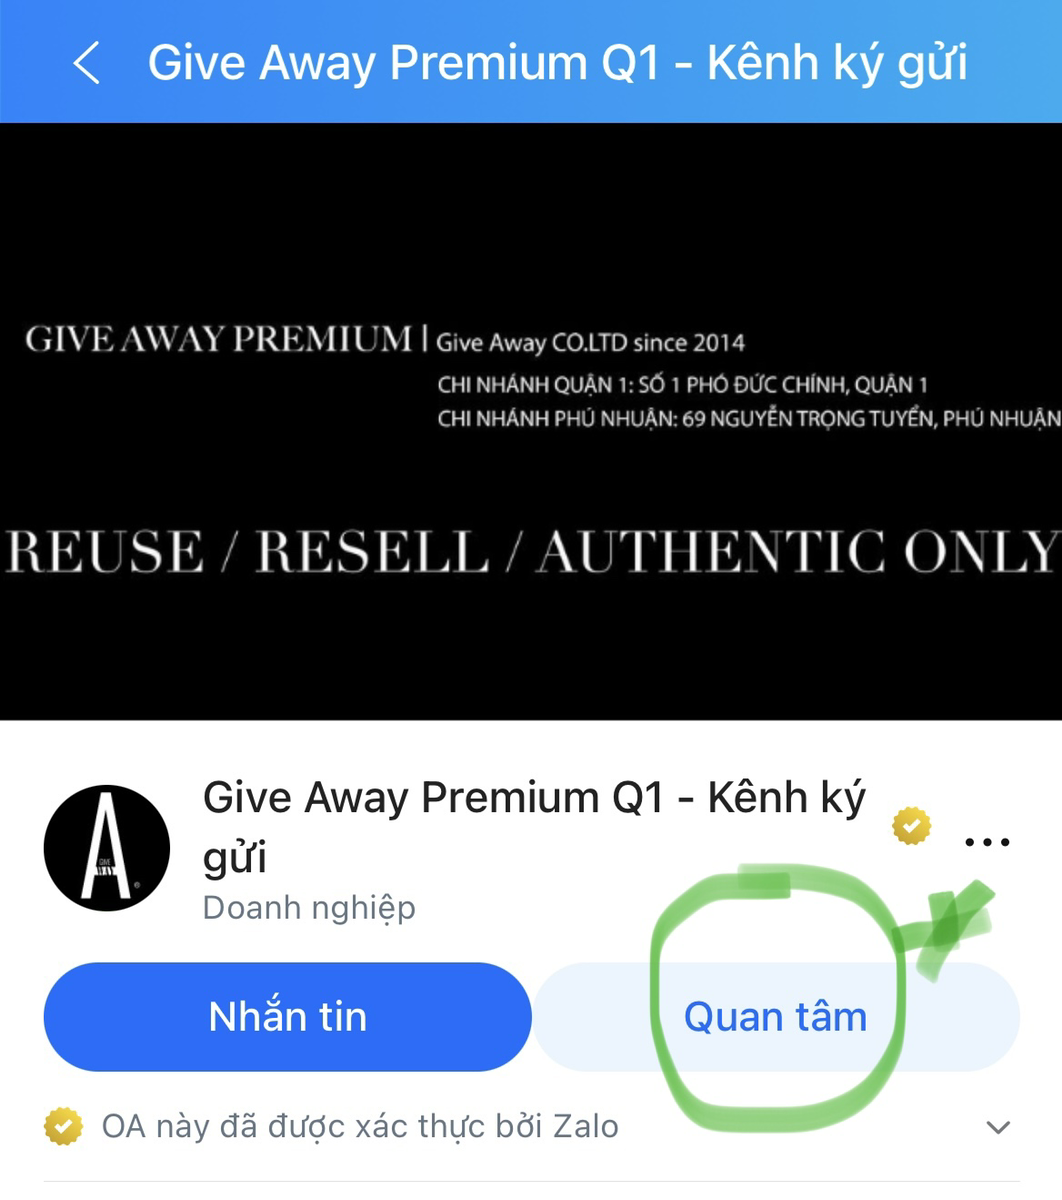 Give Away Premium Q1 - Kênh ký gửi
GIVE AWAY PREMIUM | Give Away CO.LTD since 2014
CHI NHÁNH QUẬN 1: SỐ 1 PHÓ ĐỨC CHÍNH, QUẬN 1
CHI NHÁNH PHÚ NHUẬN: 69 NGUYỄN TRỌNG TUYỂN, PHÚ NHUẬN
REUSE / RESELL / AUTHENTIC ONLY
A
GIVE
AWAY
Give Away Premium Q1 - Kênh ký
gửi
Doanh nghiệp
Nhắn tin
Quan tâm
OA này đã được xác thực bởi Zalo